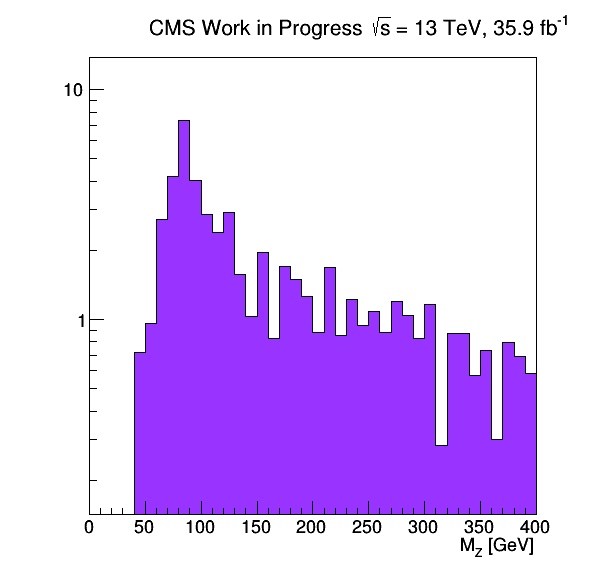 CMS Work in Progress √s = 13 TeV, 35.9 fb⁻¹
10
1
0 50 100 150 200 250 300 350 400
M_Z [GeV]